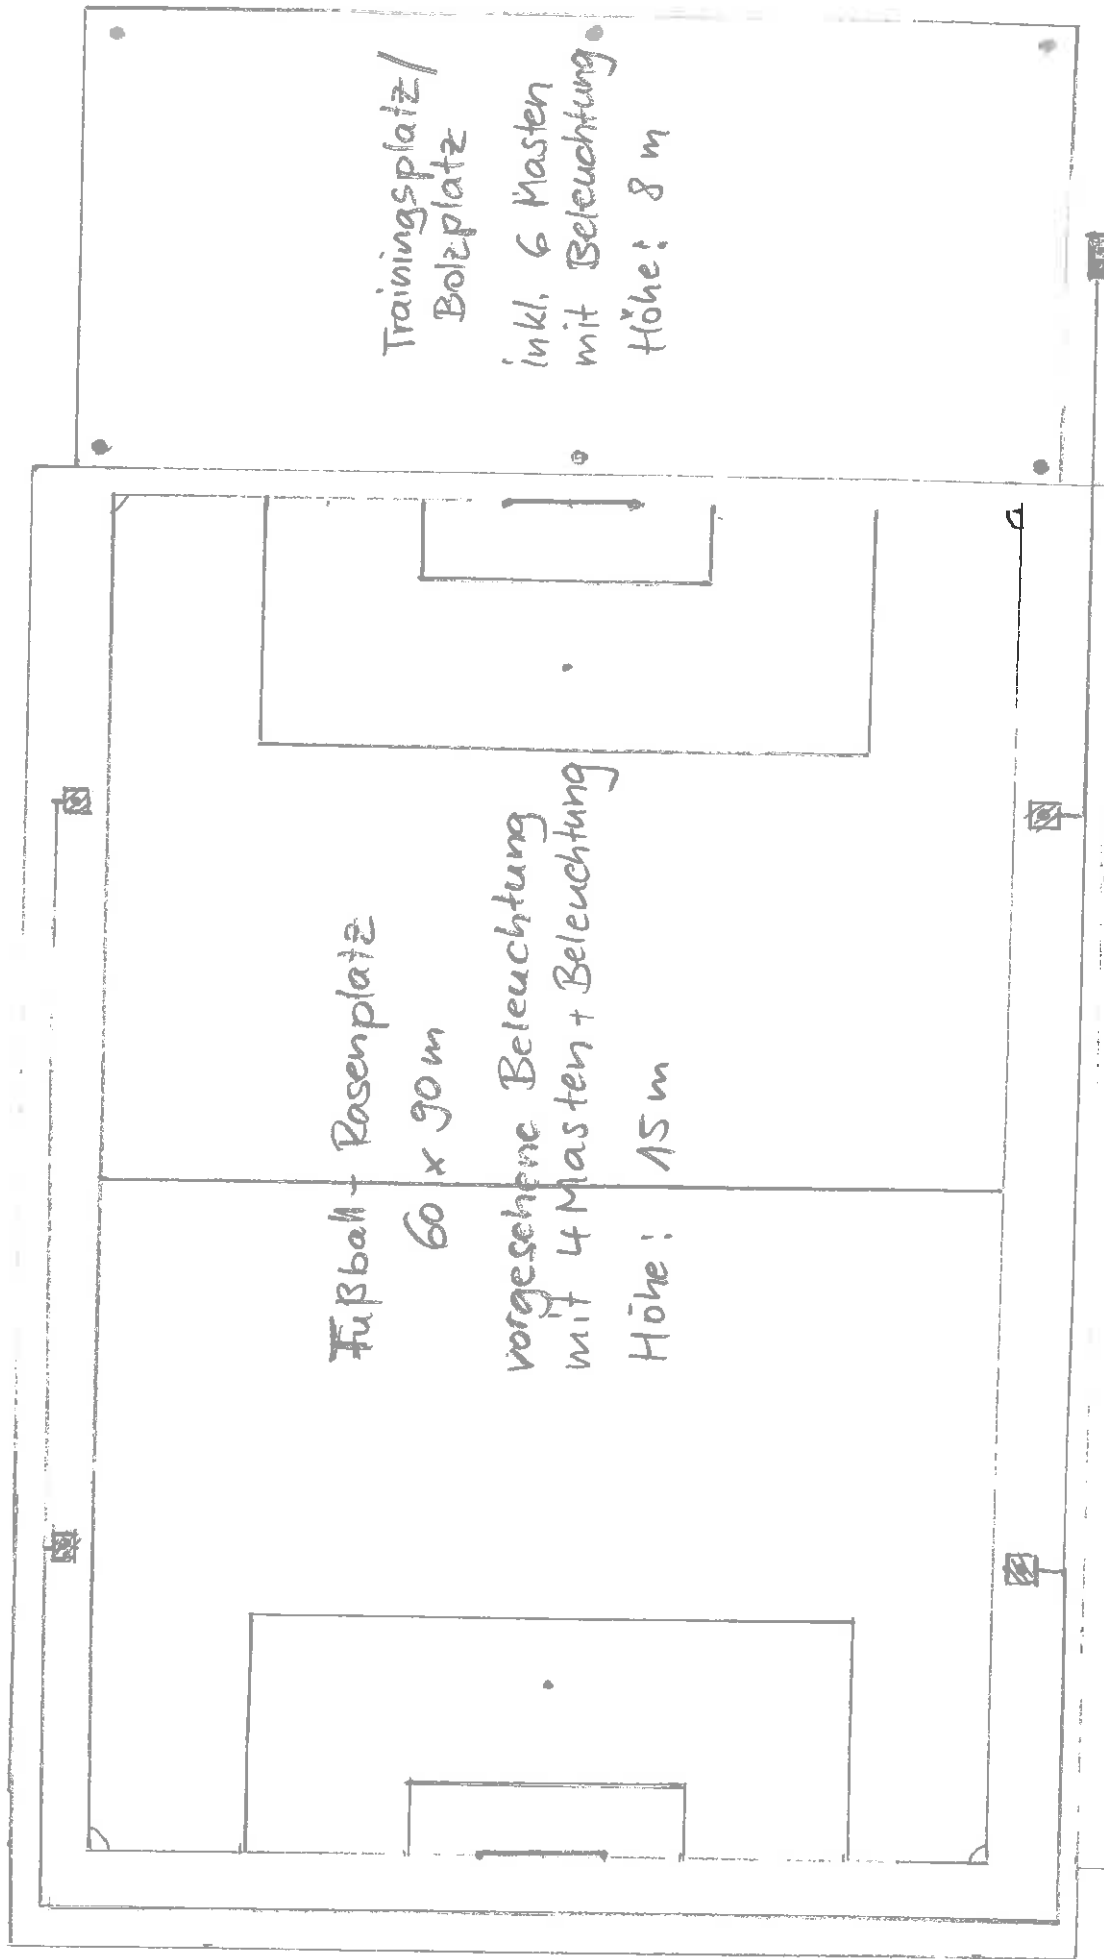 Trainingsplatz/
Bolzplatz
inkl. 6 Masten
mit Beleuchtung
Höhe: 8 m
Fußball - Rasenplatz
60 x 90 m
vorgesehene Beleuchtung
mit 4 Masten + Beleuchtung
Höhe: 15 m